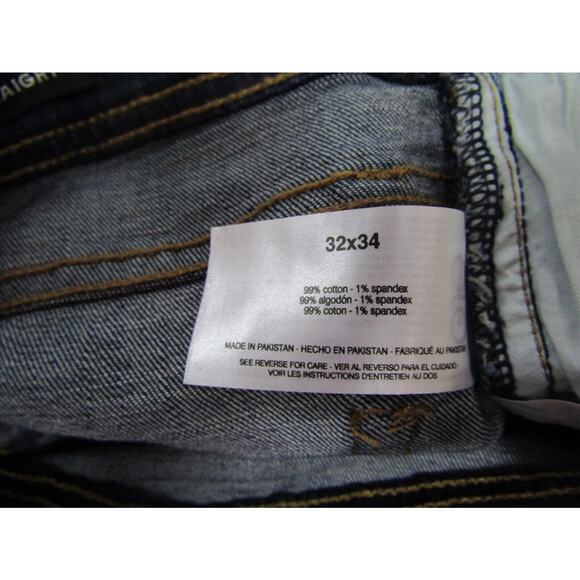 32x34
99% cotton - 1% spandex
99% algodón - 1% spandex
99% coton - 1% spandex
MADE IN PAKISTAN - HECHO EN PAKISTAN - FABRIQUÉ AU PAKISTAN
SEE REVERSE FOR CARE - VER AL REVERSO PARA EL CUIDADO -
VOIR LES INSTRUCTIONS D'ENTRETIEN AU DOS